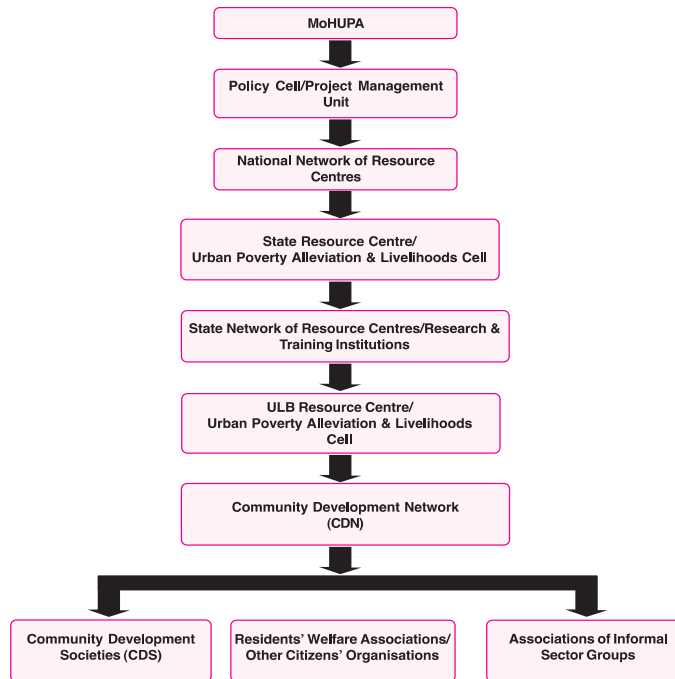 MoHUPA
Policy Cell/Project Management
Unit
National Network of Resource
Centres
State Resource Centre/
Urban Poverty Alleviation & Livelihoods Cell
State Network of Resource Centres/Research &
Training Institutions
ULB Resource Centre/
Urban Poverty Alleviation & Livelihoods
Cell
Community Development Network
(CDN)
Community Development
Societies (CDS)
Residents' Welfare Associations/
Other Citizens' Organisations
Associations of Informal
Sector Groups